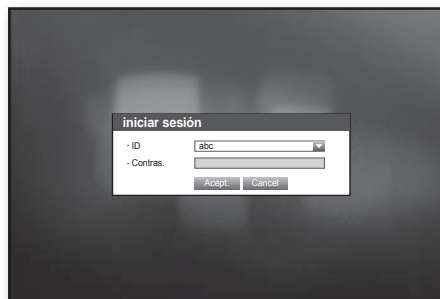 iniciar sesión
· ID abc
· Contras.
Acept. Cancel